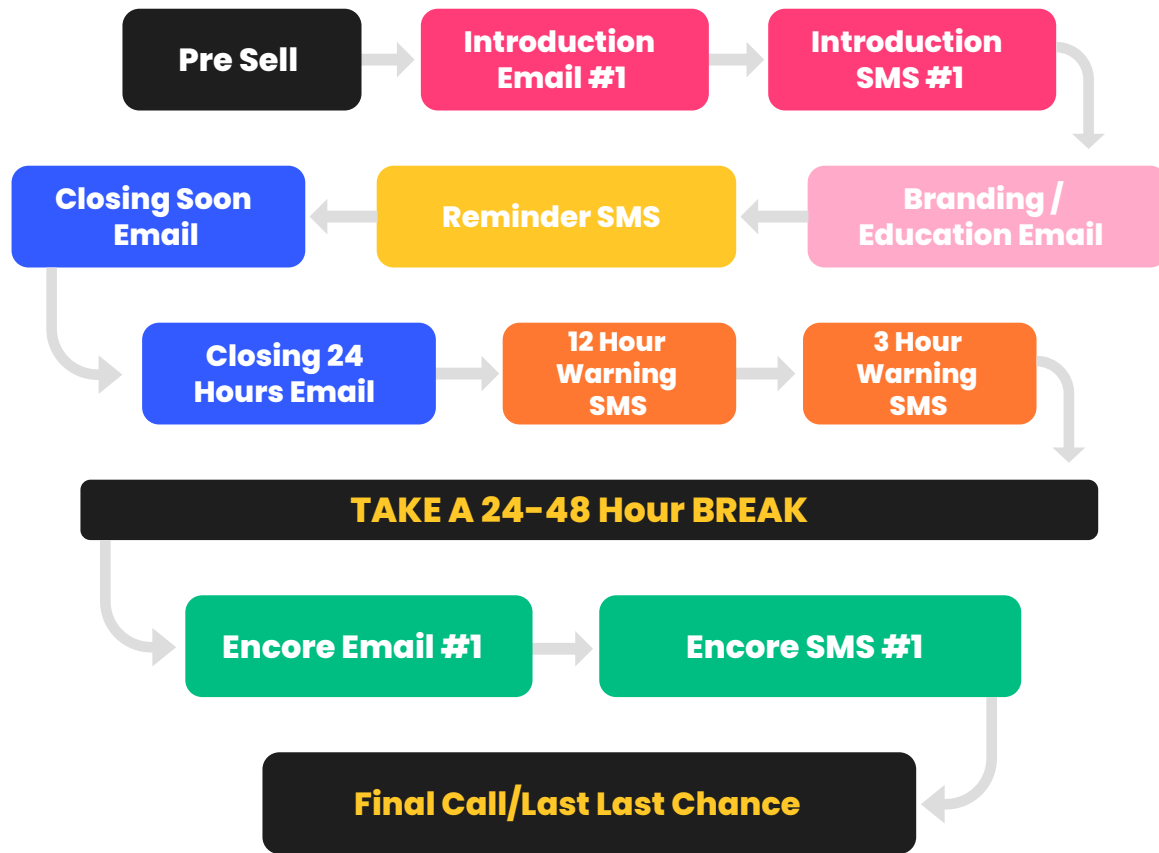 Pre Sell
Introduction
Email #1
Introduction
SMS #1
Branding /
Education Email
Reminder SMS
Closing Soon
Email
Closing 24
Hours Email
12 Hour
Warning
SMS
3 Hour
Warning
SMS
TAKE A 24-48 Hour BREAK
Encore Email #1
Encore SMS #1
Final Call/Last Last Chance